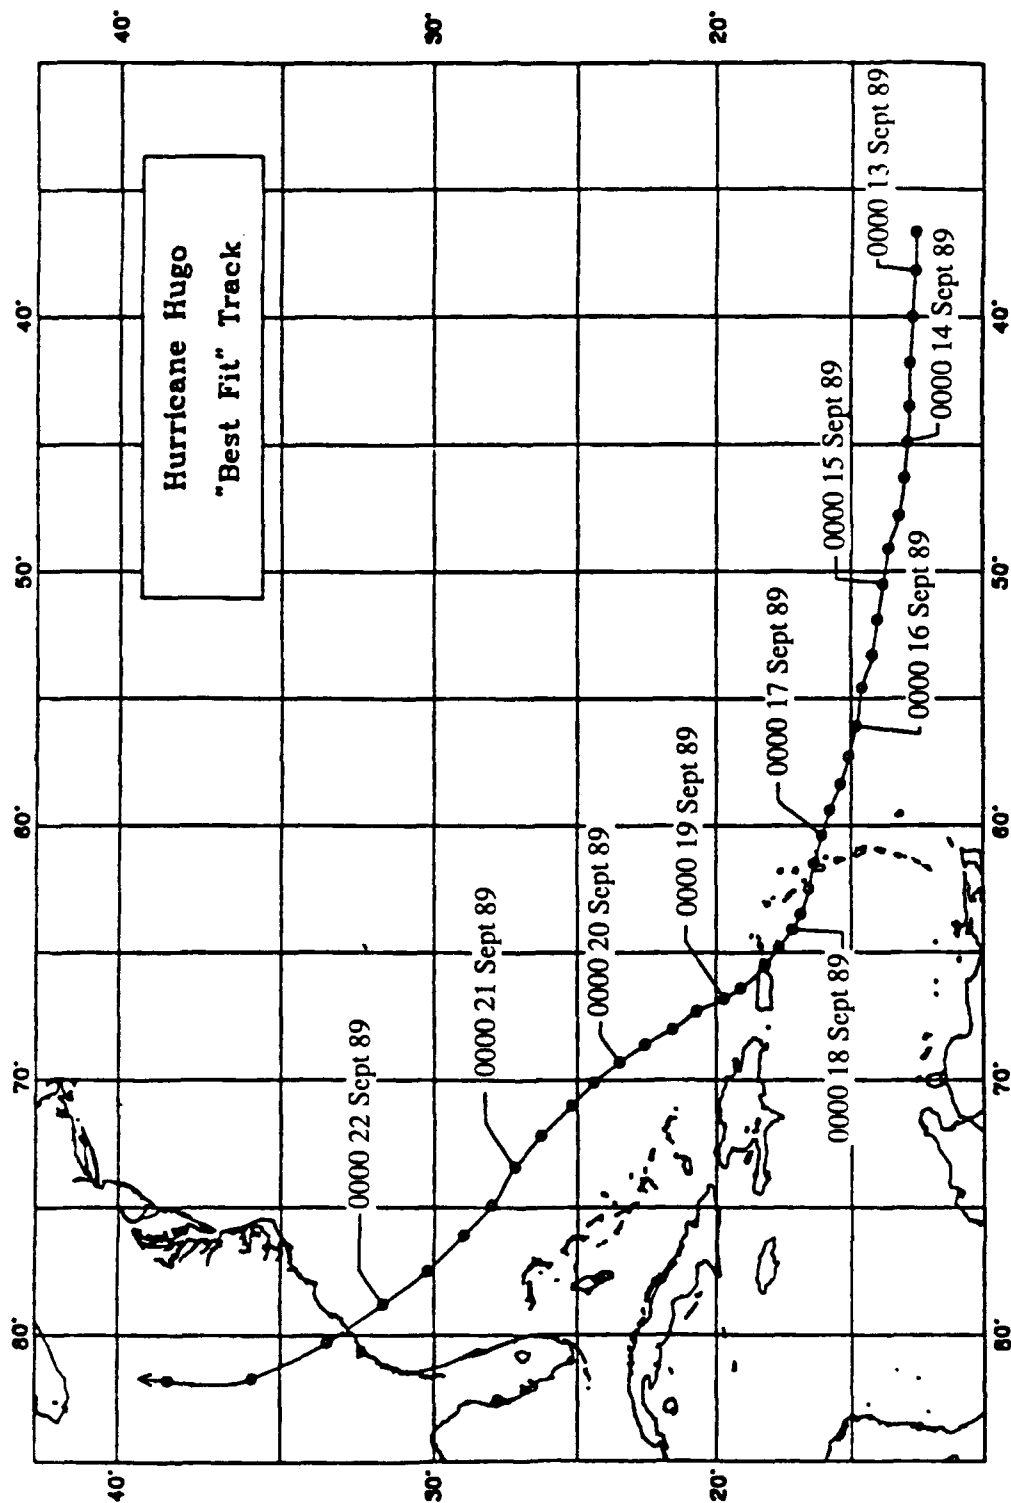 Hurricane Hugo
"Best Fit" Track
40°
30°
20°
40°
50°
60°
70°
80°
40°
50°
60°
70°
80°
40°
30°
20°
0000 13 Sept 89
0000 14 Sept 89
0000 15 Sept 89
0000 16 Sept 89
0000 17 Sept 89
0000 18 Sept 89
0000 19 Sept 89
0000 20 Sept 89
0000 21 Sept 89
0000 22 Sept 89